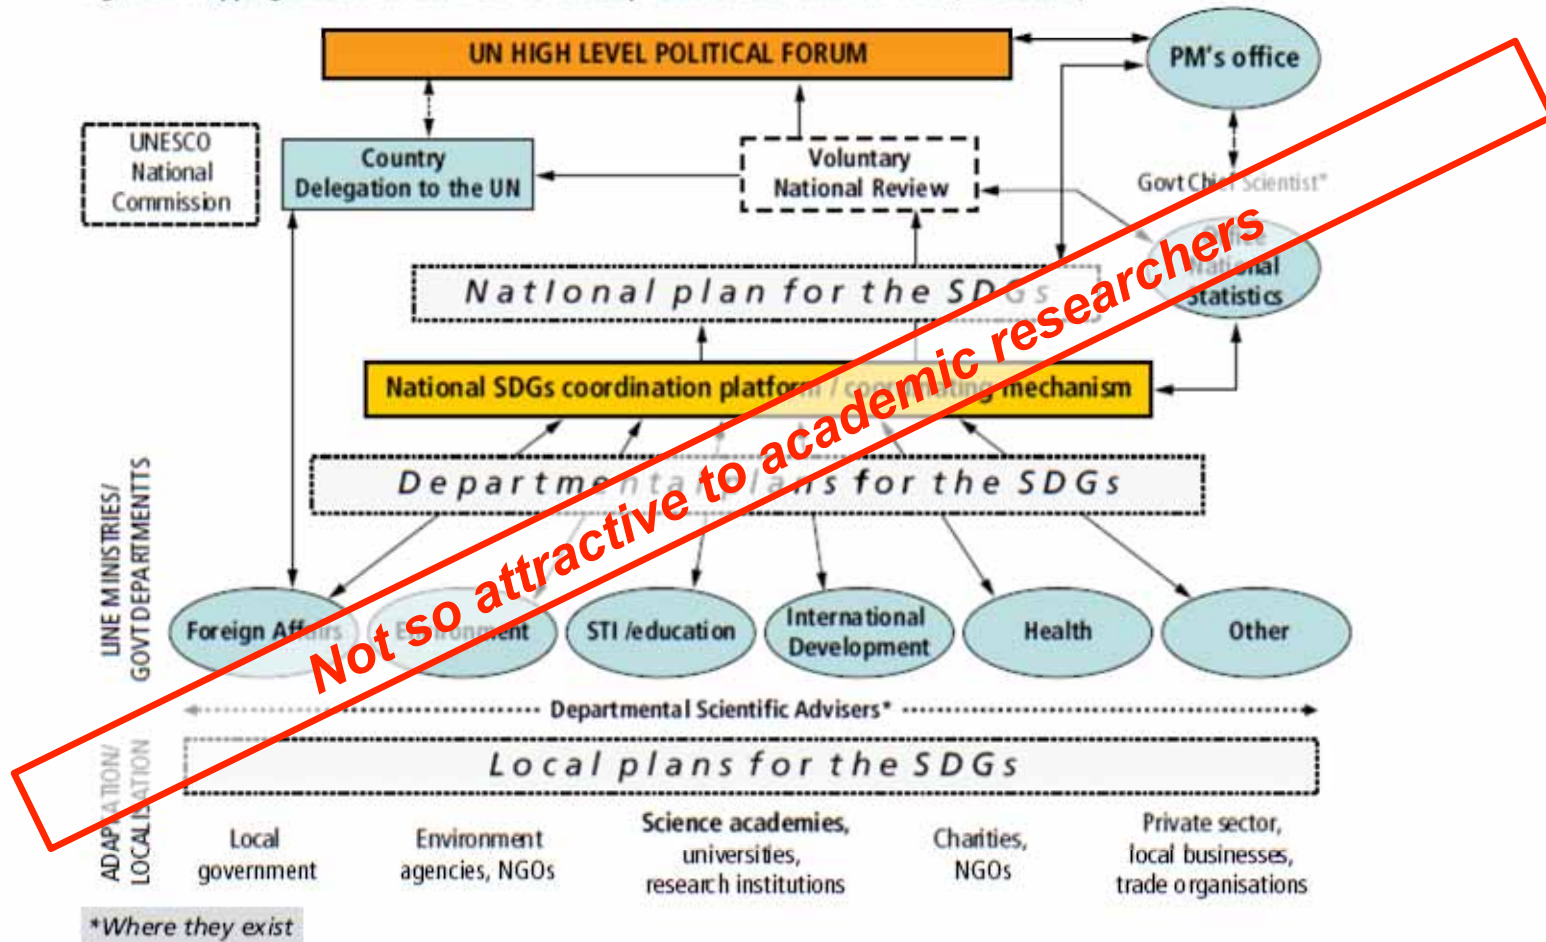 UN HIGH LEVEL POLITICAL FORUM
PM's office
UNESCO
National
Commission
Country
Delegation to the UN
Voluntary
National Review
Govt Chief Scientist*
National plan for the SDGs
Office
National
Statistics
National SDGs coordination platform / coordinating mechanism
Departmental plans for the SDGs
Not so attractive to academic researchers
LINE MINISTRIES/
GOVT DEPARTMENTTS
Foreign Affairs
Environment
STI /education
International
Development
Health
Other
Departmental Scientific Advisers*
ADAPTATION/
LOCALISATION
Local plans for the SDGs
Local
government
Environment
agencies, NGOs
Science academies,
universities,
research institutions
Charities,
NGOs
Private sector,
local businesses,
trade organisations
*Where they exist